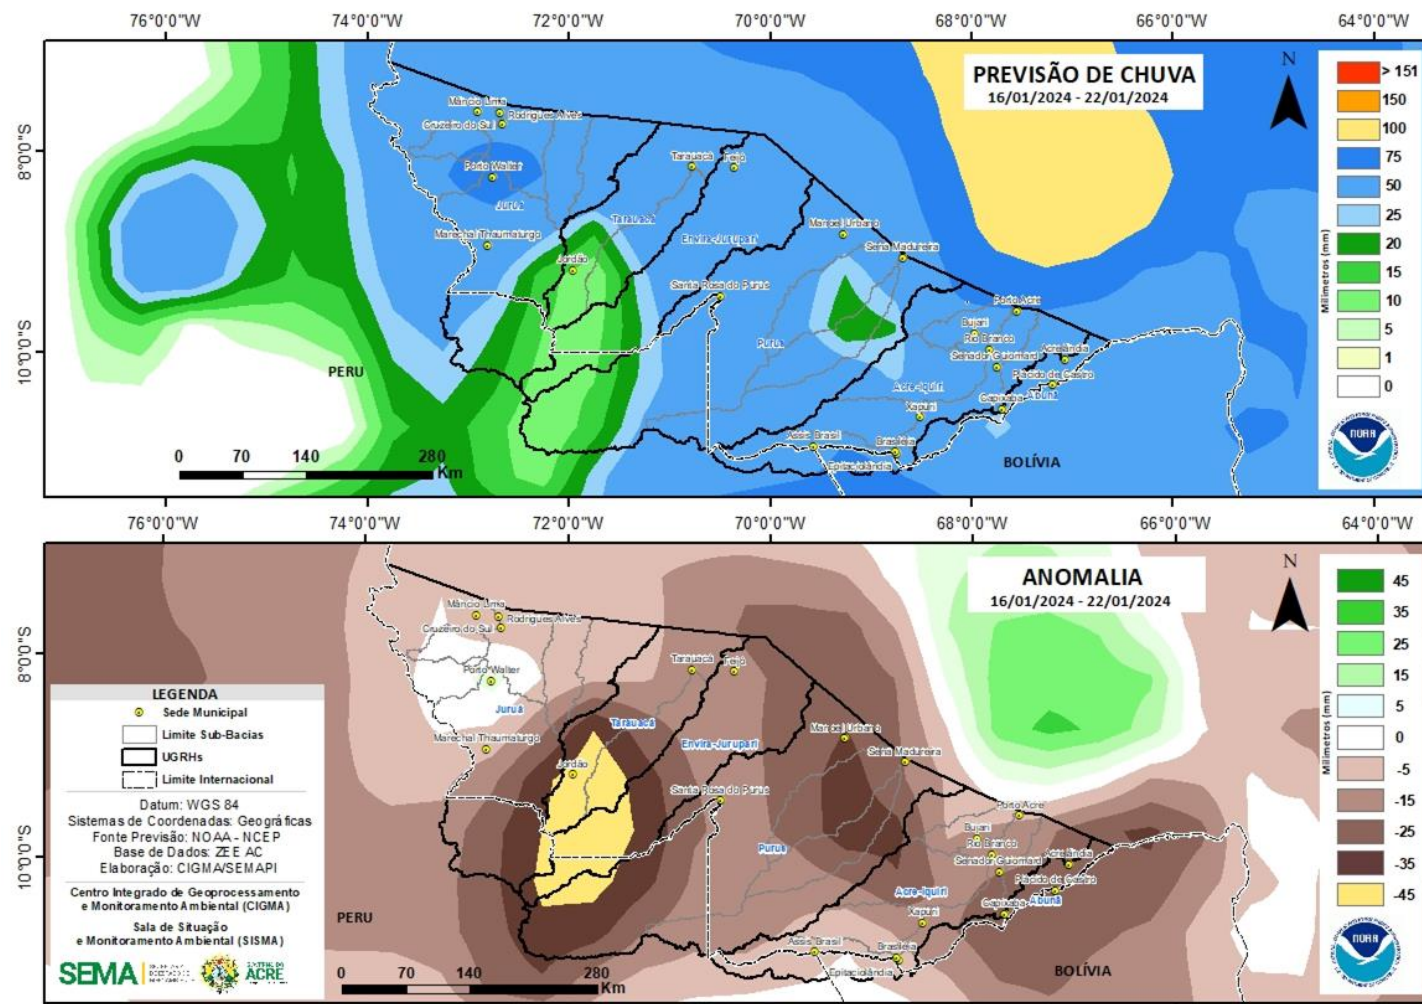 76°0'0"W 74°0'0"W 72°0'0"W 70°0'0"W 68°0'0"W 66°0'0"W 64°0'0"W
PREVISÃO DE CHUVA
16/01/2024 - 22/01/2024
N
> 151
150
100
75
50
25
20
15
10
5
1
0
Milímetros (mm)
8°0'0"S
10°0'0"S
Mâncio Lima
Rodrigues Alves
Cruzeiro do Sul
Porto Walter
Juruá
Marechal Thaumaturgo
Tarauacá
Feijó
Tarauacá
Envira-Jurupari
Jordão
Manoel Urbano
Sena Madureira
Santa Rosa do Purus
Purus
Porto Acre
Bujari
Rio Branco
Senador Guiomard
Acrelândia
Plácido de Castro
Acre-Iquiri
Capixaba
Abunã
Xapuri
Assis Brasil
Brasiléia
Epitaciolândia
PERU
BOLÍVIA
0 70 140 280
Km
NOAA
76°0'0"W 74°0'0"W 72°0'0"W 70°0'0"W 68°0'0"W 66°0'0"W 64°0'0"W
ANOMALIA
16/01/2024 - 22/01/2024
N
45
35
25
15
5
0
-5
-15
-25
-35
-45
Milímetros (mm)
8°0'0"S
10°0'0"S
Mâncio Lima
Rodrigues Alves
Cruzeiro do Sul
Porto Walter
Juruá
Marechal Thaumaturgo
Tarauacá
Feijó
Tarauacá
Envira-Jurupari
Jordão
Manoel Urbano
Sena Madureira
Santa Rosa do Purus
Purus
Porto Acre
Bujari
Rio Branco
Senador Guiomard
Acrelândia
Plácido de Castro
Acre-Iquiri
Capixaba
Abunã
Xapuri
Assis Brasil
Brasiléia
Epitaciolândia
PERU
BOLÍVIA
0 70 140 280
Km
NOAA
LEGENDA
Sede Municipal
Limite Sub-Bacias
UGRHs
Limite Internacional
Datum: WGS 84
Sistemas de Coordenadas: Geográficas
Fonte Previsão: NOAA - NCEP
Base de Dados: ZEE AC
Elaboração: CIGMA/SEMAPI
Centro Integrado de Geoprocessamento
e Monitoramento Ambiental (CIGMA)
Sala de Situação
e Monitoramento Ambiental (SISMA)
SEMA
ACRE